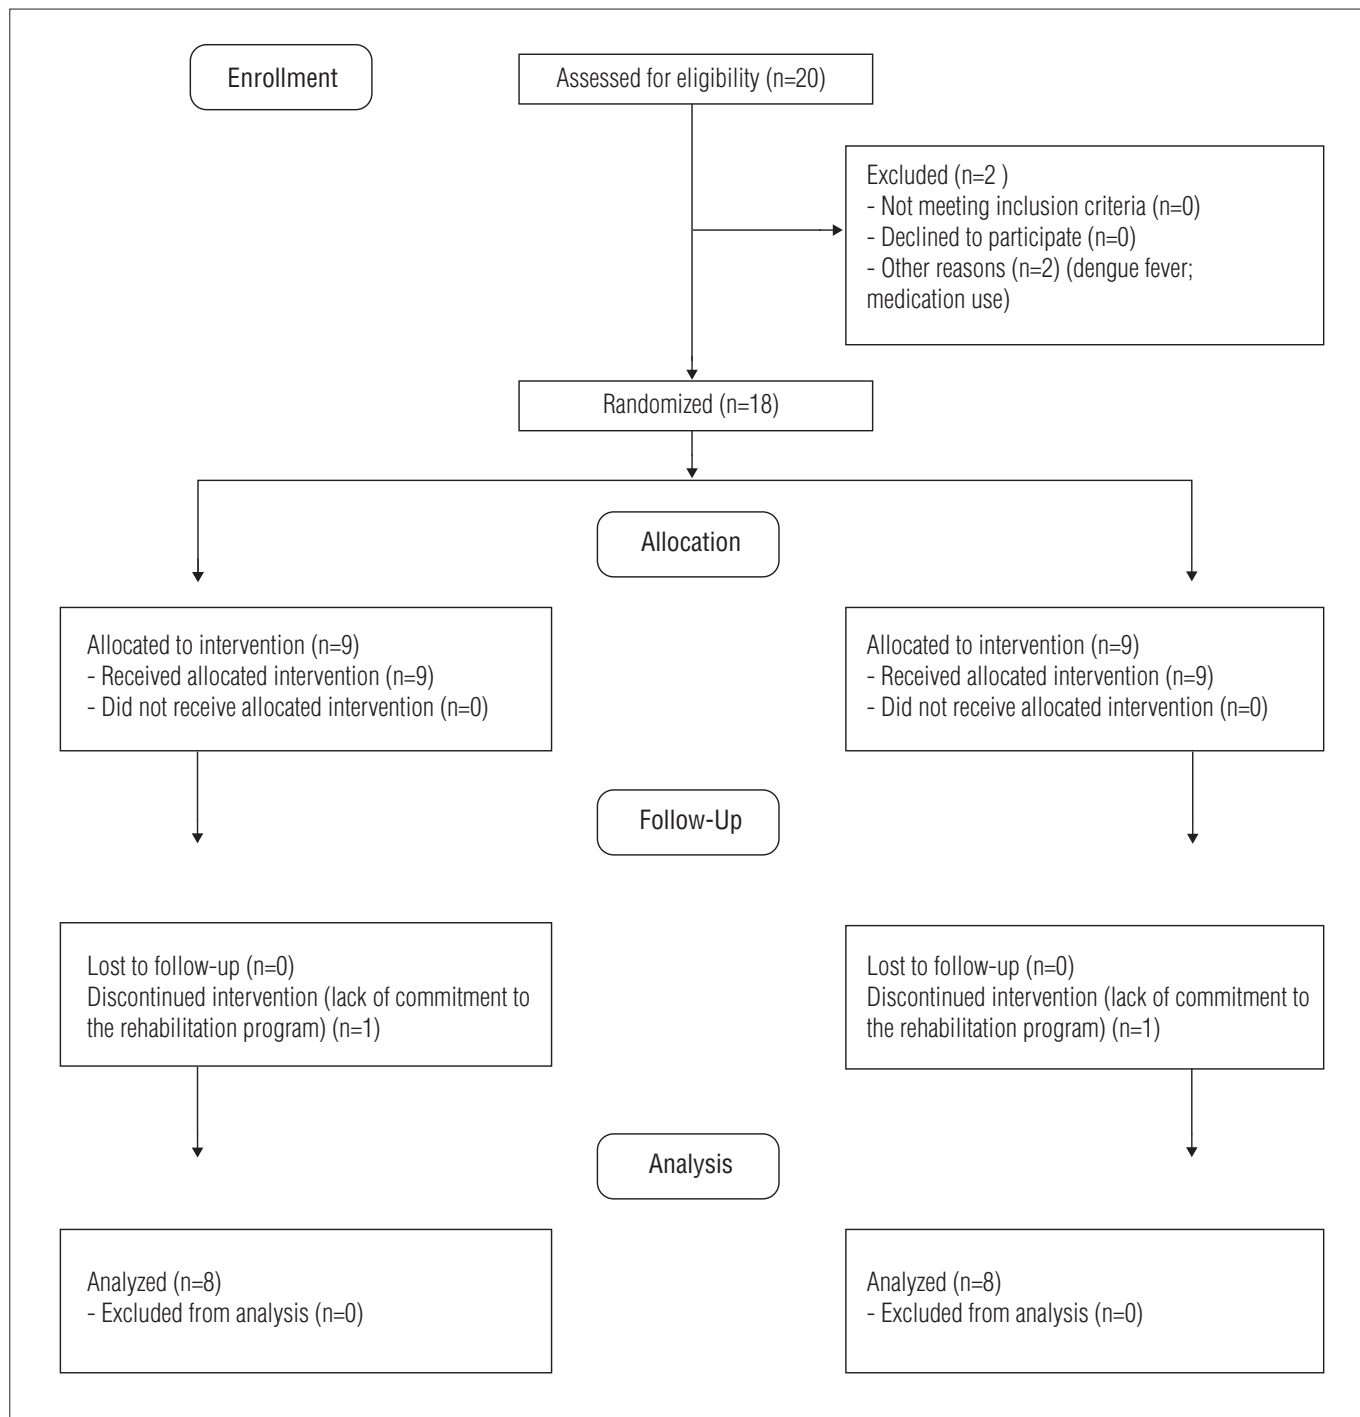 Enrollment
Assessed for eligibility (n=20)
Excluded (n=2 )
- Not meeting inclusion criteria (n=0)
- Declined to participate (n=0)
- Other reasons (n=2) (dengue fever;
medication use)
Randomized (n=18)
Allocation
Allocated to intervention (n=9)
- Received allocated intervention (n=9)
- Did not receive allocated intervention (n=0)
Allocated to intervention (n=9)
- Received allocated intervention (n=9)
- Did not receive allocated intervention (n=0)
Follow-Up
Lost to follow-up (n=0)
Discontinued intervention (lack of commitment to
the rehabilitation program) (n=1)
Lost to follow-up (n=0)
Discontinued intervention (lack of commitment to
the rehabilitation program) (n=1)
Analysis
Analyzed (n=8)
- Excluded from analysis (n=0)
Analyzed (n=8)
- Excluded from analysis (n=0)